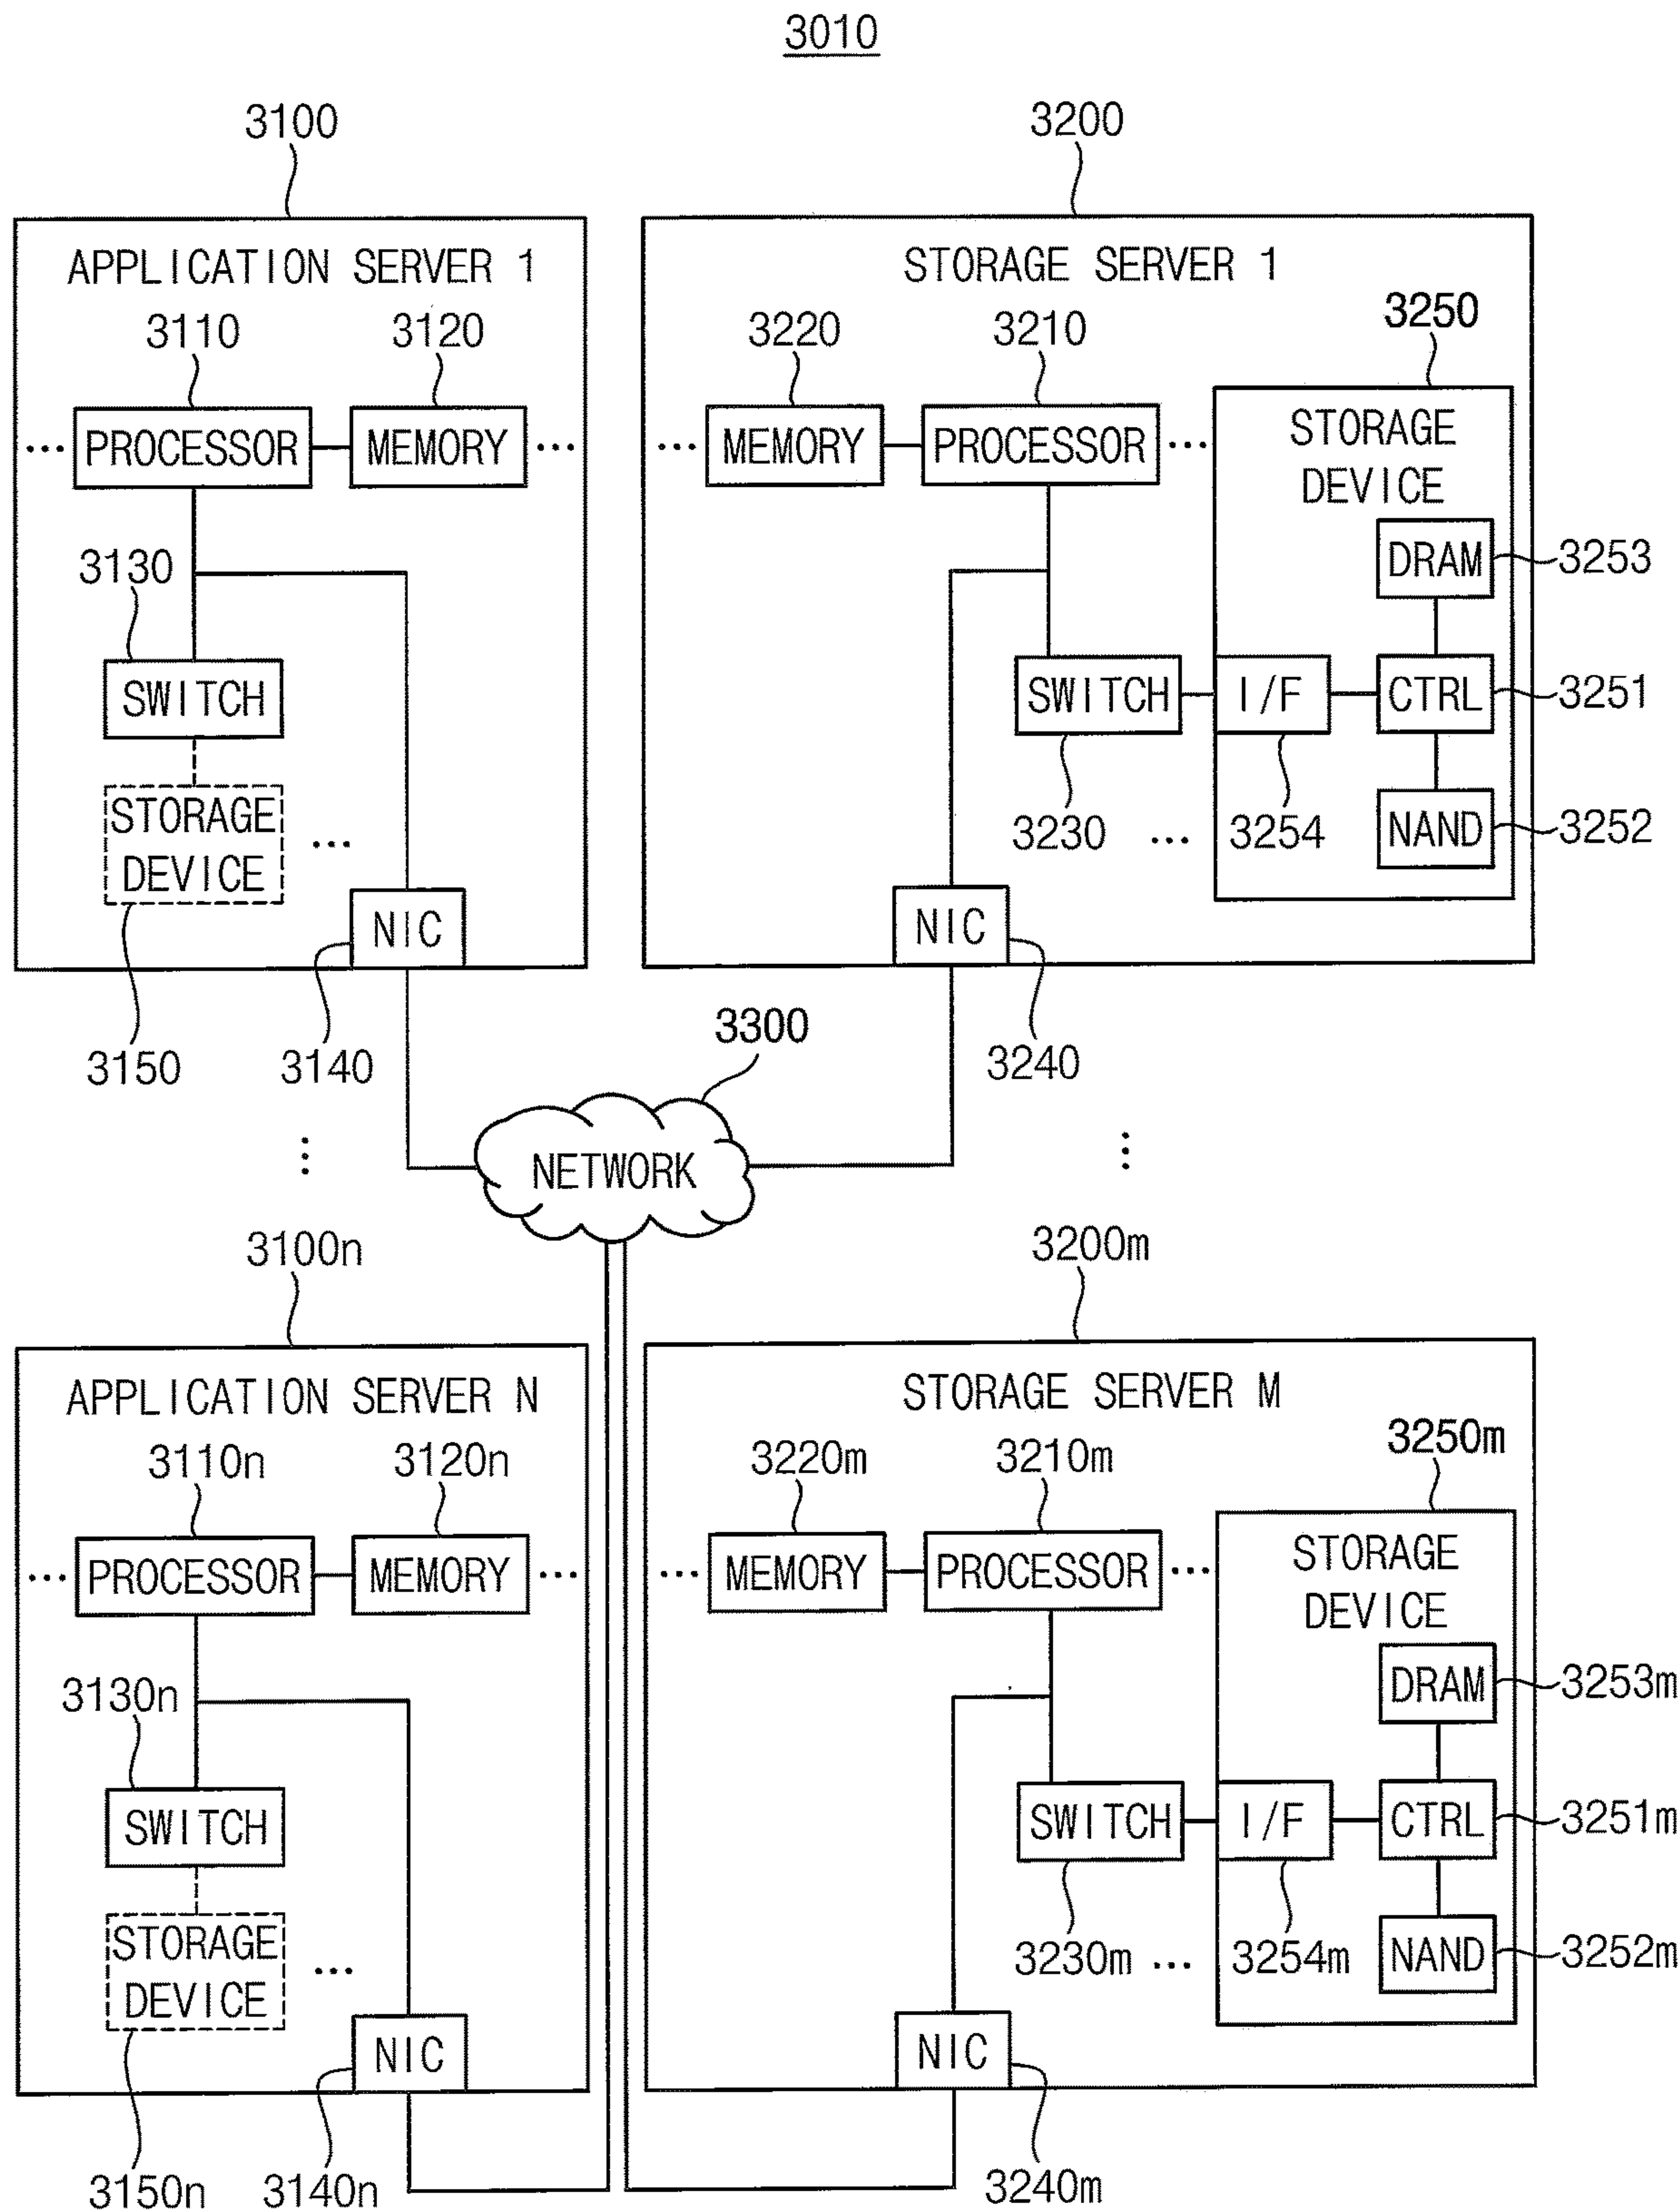 3010
3100
3200
APPLICATION SERVER 1
STORAGE SERVER 1
3110
3120
3220
3210
3250
... PROCESSOR MEMORY ...
... MEMORY PROCESSOR ...
STORAGE
DEVICE
DRAM
3253
3130
SWITCH
SWITCH
I/F
CTRL
3251
STORAGE
DEVICE
...
3230
...
3254
NAND
3252
NIC
NIC
3150
3140
3300
3240
NETWORK
3100n
3200m
APPLICATION SERVER N
STORAGE SERVER M
3110n
3120n
3220m
3210m
3250m
... PROCESSOR MEMORY ...
... MEMORY PROCESSOR ...
STORAGE
DEVICE
DRAM
3253m
3130n
SWITCH
SWITCH
I/F
CTRL
3251m
STORAGE
DEVICE
...
3230m
...
3254m
NAND
3252m
NIC
NIC
3150n
3140n
3240m